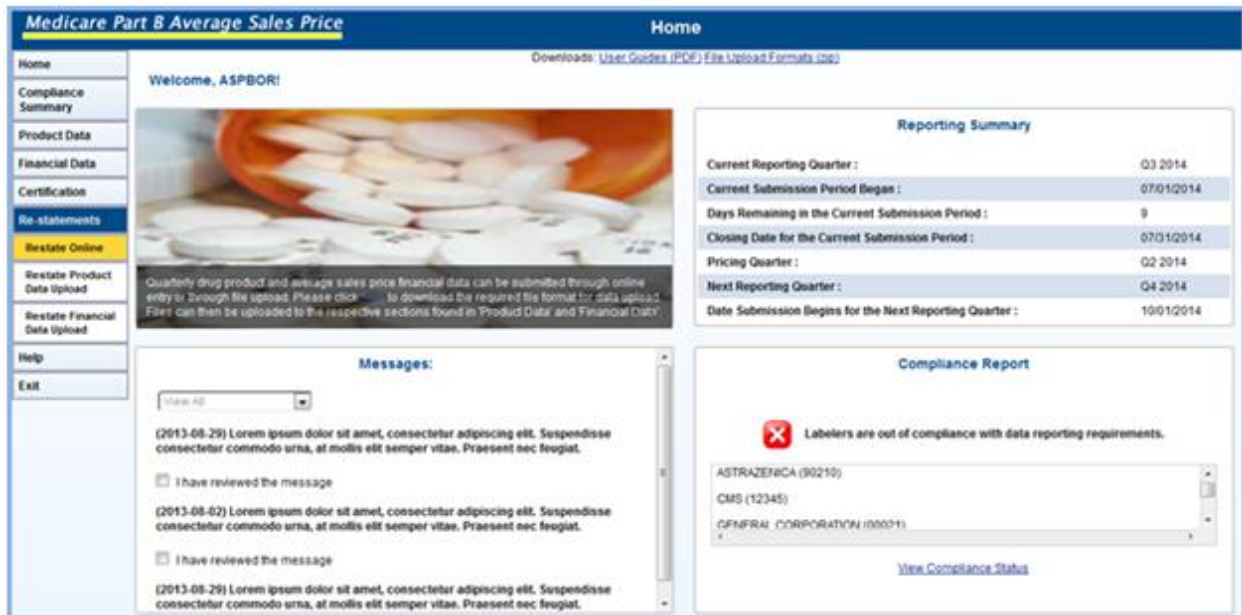 Medicare Part B Average Sales Price
Home
Downloads: User Guides (PDF) File Upload Formats (zip)
Home
Compliance
Summary
Product Data
Financial Data
Certification
Re-statements
Restate Online
Restate Product
Data Upload
Restate Financial
Data Upload
Help
Exit
Welcome, ASPBOR!
Quarterly drug product and average sales price financial data can be submitted through online
entry or through file upload. Please click to download the required file format for data upload.
Files can then be uploaded to the respective sections found in 'Product Data' and 'Financial Data'.
Reporting Summary
Current Reporting Quarter : Q3 2014
Current Submission Period Began : 07/01/2014
Days Remaining in the Current Submission Period : 9
Closing Date for the Current Submission Period : 07/31/2014
Pricing Quarter : Q2 2014
Next Reporting Quarter : Q4 2014
Date Submission Begins for the Next Reporting Quarter : 10/01/2014
Messages:
View All
(2013-08-29) Lorem ipsum dolor sit amet, consectetur adipiscing elit. Suspendisse
consectetur commodo urna, at mollis elit semper vitae. Praesent nec feugiat.
I have reviewed the message
(2013-08-02) Lorem ipsum dolor sit amet, consectetur adipiscing elit. Suspendisse
consectetur commodo urna, at mollis elit semper vitae. Praesent nec feugiat.
I have reviewed the message
(2013-08-29) Lorem ipsum dolor sit amet, consectetur adipiscing elit. Suspendisse
consectetur commodo urna, at mollis elit semper vitae. Praesent nec feugiat.
Compliance Report
Labelers are out of compliance with data reporting requirements.
ASTRAZENICA (90210)
CMS (12345)
GENERAL CORPORATION (00021)
View Compliance Status